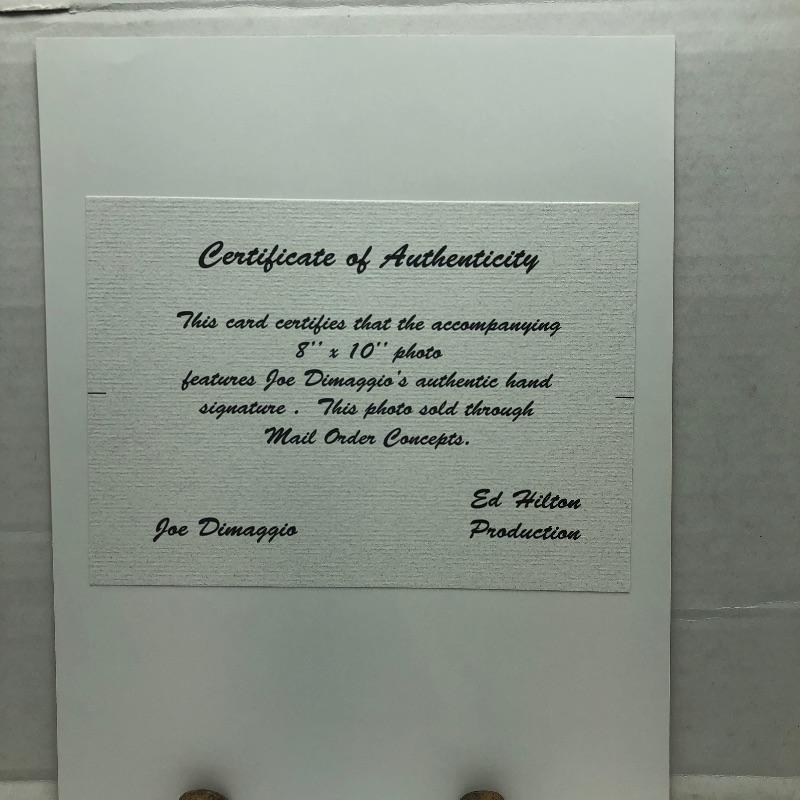 Certificate of Authenticity
This card certifies that the accompanying
8'' x 10'' photo
features Joe Dimaggio's authentic hand
signature . This photo sold through
Mail Order Concepts.
Ed Hilton
Joe Dimaggio Production